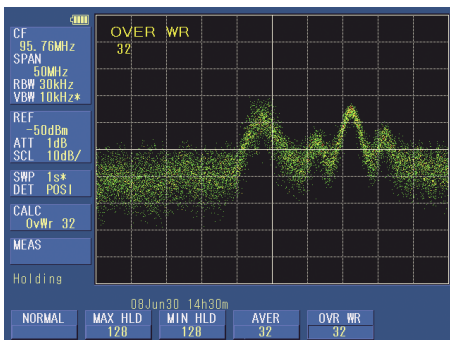 CF
95.76MHz
SPAN
50MHz
RBW 30kHz
VBW 10kHz*
REF
-50dBm
ATT 1dB
SCL 10dB/
SWP 1s*
DET POSI
CALC
OvWr 32
MEAS
Holding
OVER WR
32
08Jun30 14h30m
NORMAL
MAX HLD
128
MIN HLD
128
AVER
32
OVR WR
32